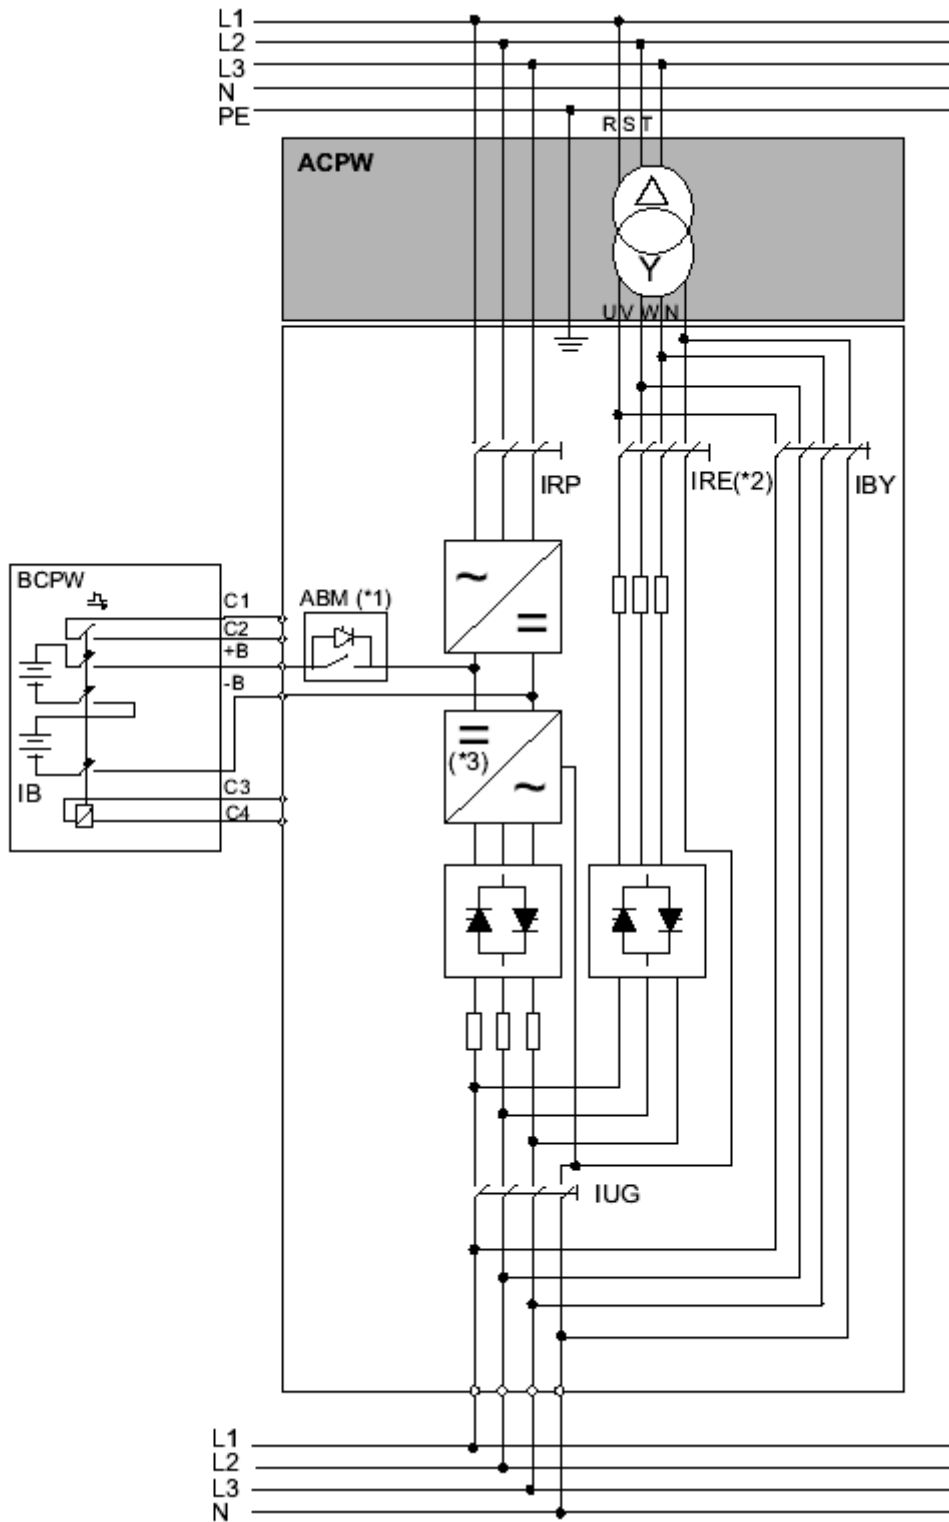 L1
L2
L3
N
PE
R S T
ACPW
Y
U V W N
IRP
IRE(*2)
IBY
BCPW
C1
C2
+B
-B
ABM (*1)
~
=
=
(*3)
~
IB
C3
C4
IUG
L1
L2
L3
N